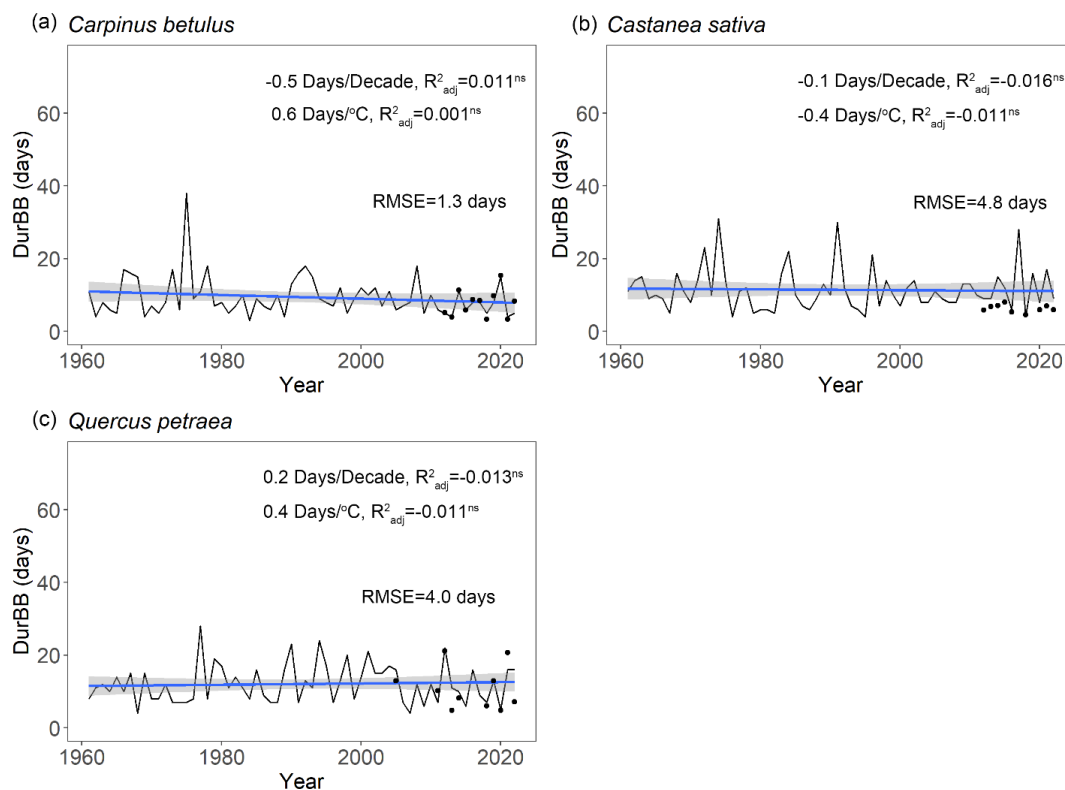 (a) Carpinus betulus
-0.5 Days/Decade, R²adj=0.011ns
0.6 Days/°C, R²adj=0.001ns
RMSE=1.3 days
DurBB (days)
60
40
20
0
1960 1980 2000 2020
Year
(b) Castanea sativa
-0.1 Days/Decade, R²adj=-0.016ns
-0.4 Days/°C, R²adj=-0.011ns
RMSE=4.8 days
DurBB (days)
60
40
20
0
1960 1980 2000 2020
Year
(c) Quercus petraea
0.2 Days/Decade, R²adj=-0.013ns
0.4 Days/°C, R²adj=-0.011ns
RMSE=4.0 days
DurBB (days)
60
40
20
0
1960 1980 2000 2020
Year